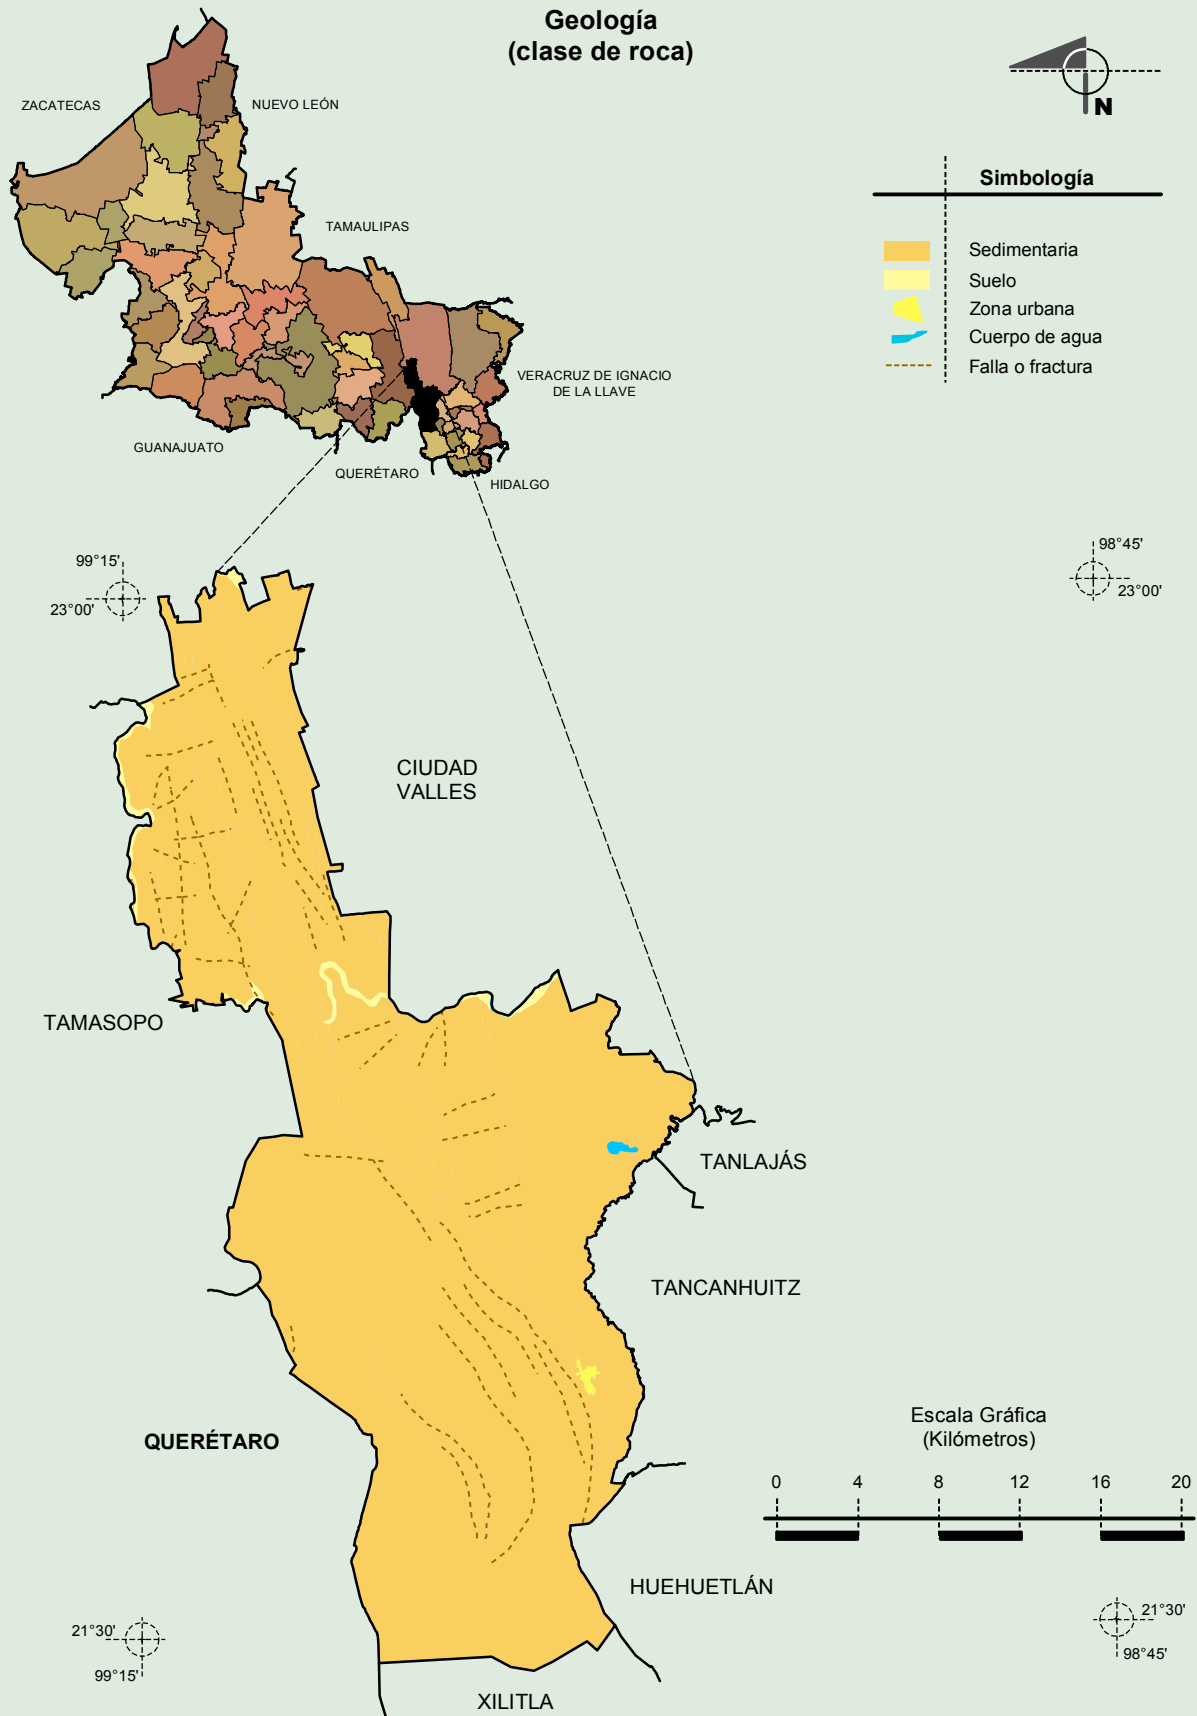 Geología
(clase de roca)
N
ZACATECAS
NUEVO LEÓN
TAMAULIPAS
VERACRUZ DE IGNACIO
DE LA LLAVE
GUANAJUATO
QUERÉTARO
HIDALGO
Simbología
Sedimentaria
Suelo
Zona urbana
Cuerpo de agua
Falla o fractura
99°15'
23°00'
98°45'
23°00'
CIUDAD
VALLES
TAMASOPO
TANLAJÁS
TANCANHUITZ
QUERÉTARO
Escala Gráfica
(Kilómetros)
0 4 8 12 16 20
HUEHUETLÁN
21°30'
99°15'
21°30'
98°45'
XILITLA